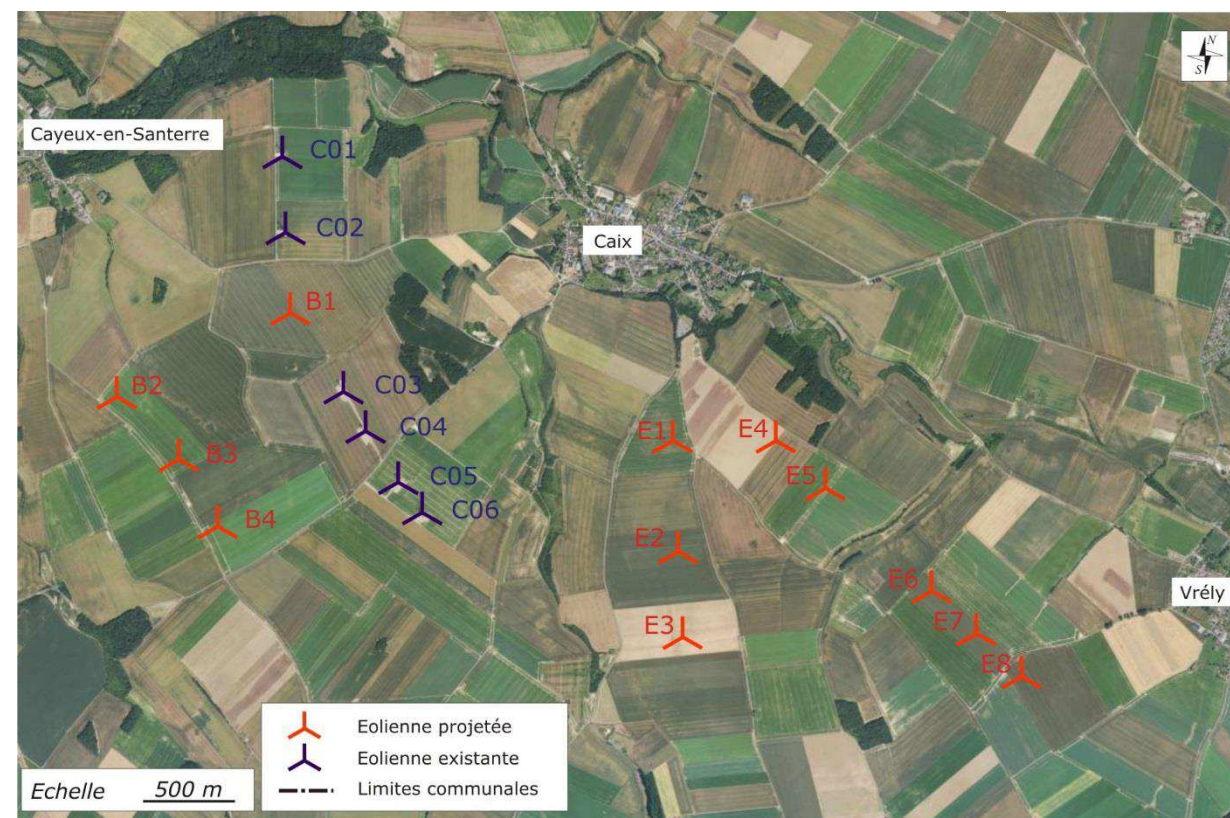 N
S
Cayeux-en-Santerre
C01
C02
Caix
B1
B2
C03
C04
E1
E4
B3
C05
E5
C06
B4
E2
E6
Vrély
E3
E7
E8
Eolienne projetée
Eolienne existante
Limites communales
Echelle 500 m